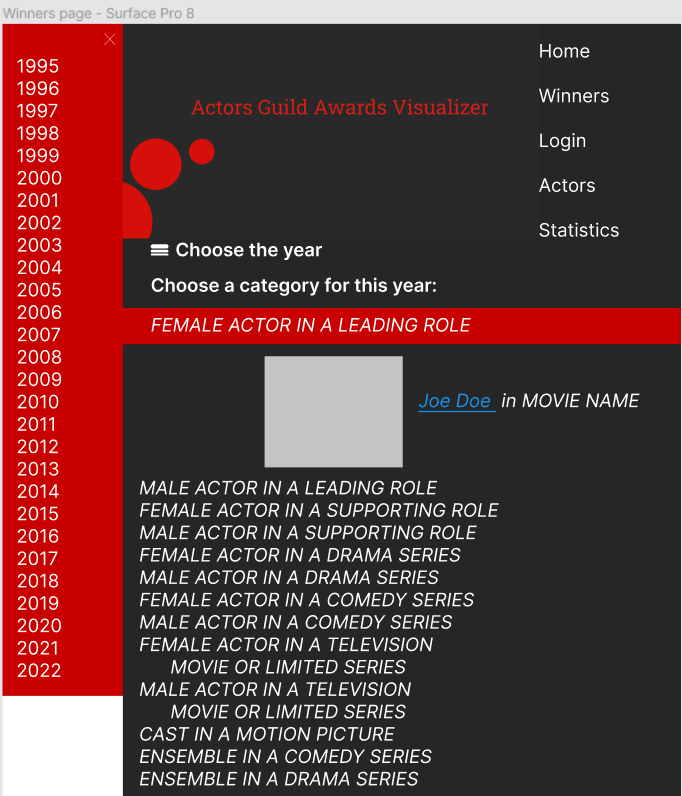 Winners page - Surface Pro 8
1995
1996
1997
1998
1999
2000
2001
2002
2003
2004
2005
2006
2007
2008
2009
2010
2011
2012
2013
2014
2015
2016
2017
2018
2019
2020
2021
2022
Actors Guild Awards Visualizer
Home
Winners
Login
Actors
Statistics
Choose the year
Choose a category for this year:
FEMALE ACTOR IN A LEADING ROLE
Joe Doe in MOVIE NAME
MALE ACTOR IN A LEADING ROLE
FEMALE ACTOR IN A SUPPORTING ROLE
MALE ACTOR IN A SUPPORTING ROLE
FEMALE ACTOR IN A DRAMA SERIES
MALE ACTOR IN A DRAMA SERIES
FEMALE ACTOR IN A COMEDY SERIES
MALE ACTOR IN A COMEDY SERIES
FEMALE ACTOR IN A TELEVISION
MOVIE OR LIMITED SERIES
MALE ACTOR IN A TELEVISION
MOVIE OR LIMITED SERIES
CAST IN A MOTION PICTURE
ENSEMBLE IN A COMEDY SERIES
ENSEMBLE IN A DRAMA SERIES